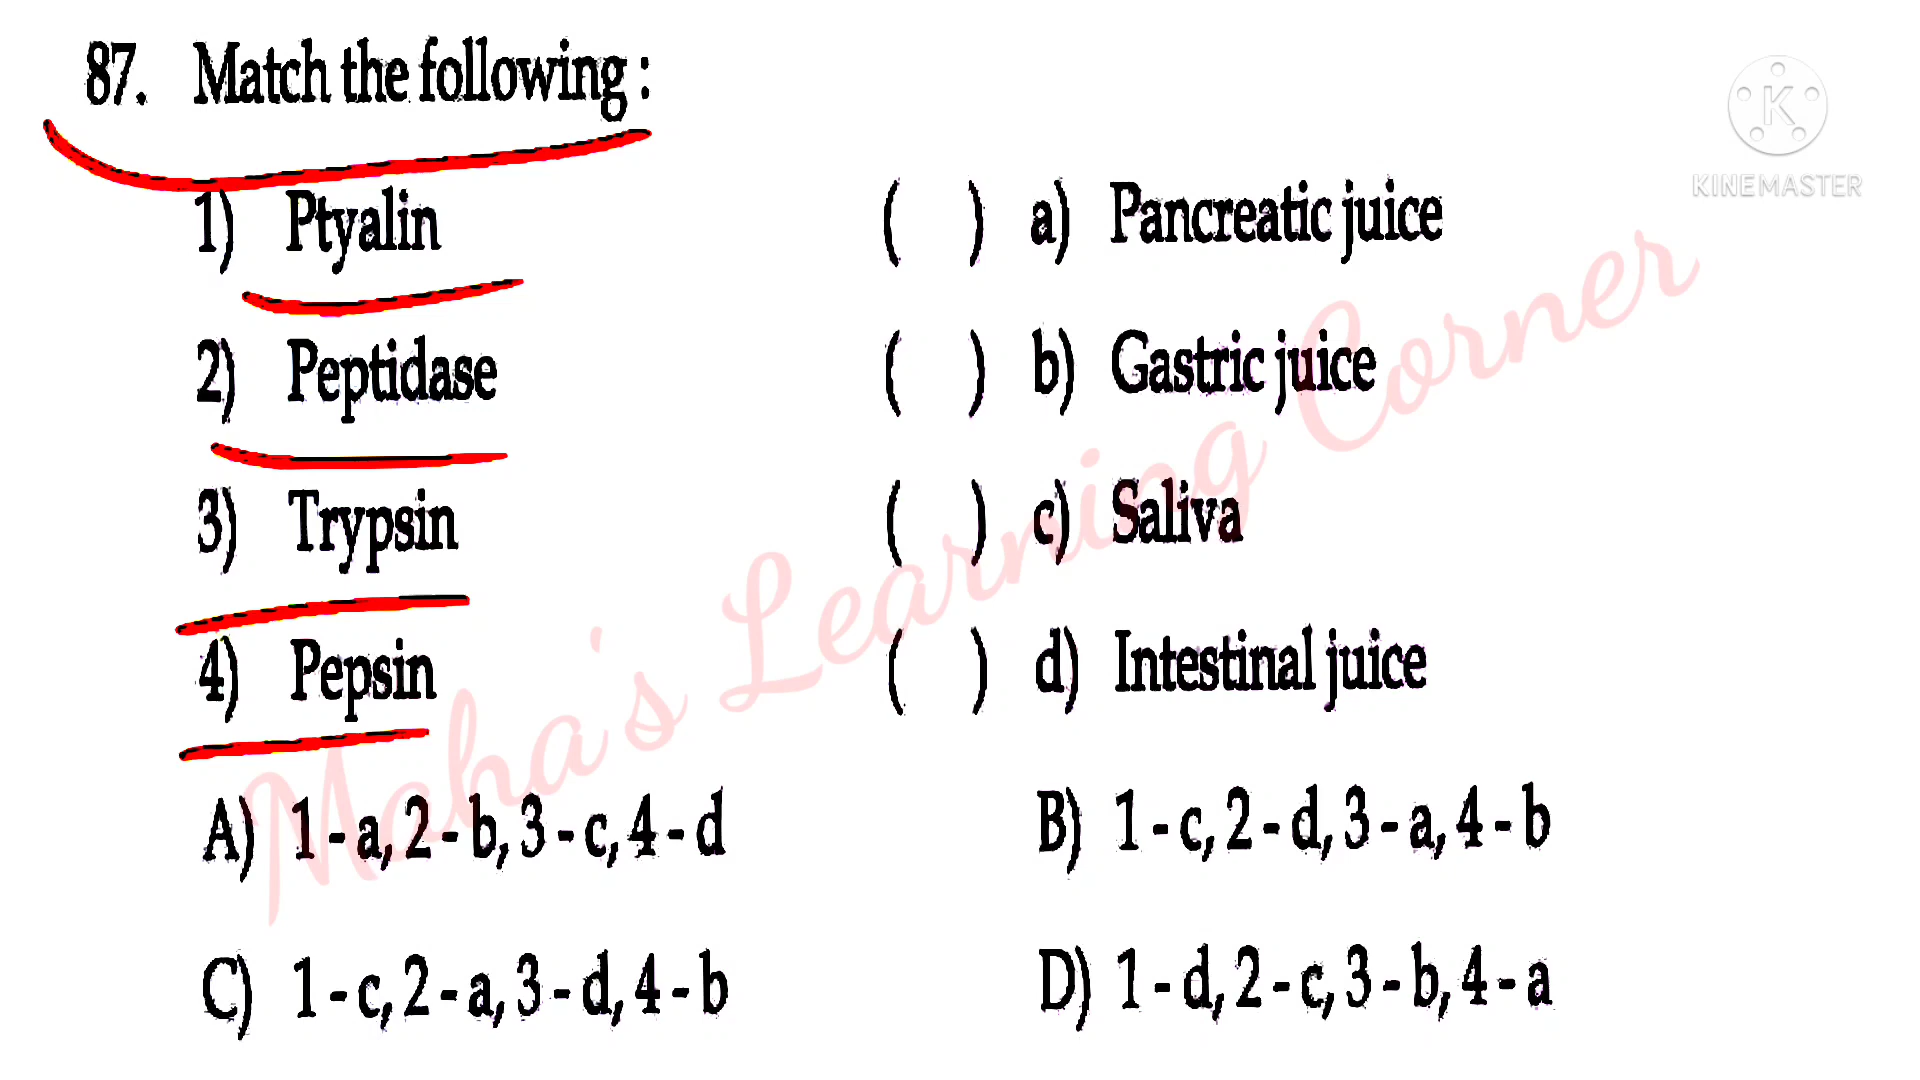 87. Match the following :
1) Ptyalin ( ) a) Pancreatic juice
2) Peptidase ( ) b) Gastric juice
3) Trypsin ( ) c) Saliva
4) Pepsin ( ) d) Intestinal juice
A) 1 - a, 2 - b, 3 - c, 4 - d B) 1 - c, 2 - d, 3 - a, 4 - b
C) 1 - c, 2 - a, 3 - d, 4 - b D) 1 - d, 2 - c, 3 - b, 4 - a
K
KINEMASTER
Maha's Learning Corner